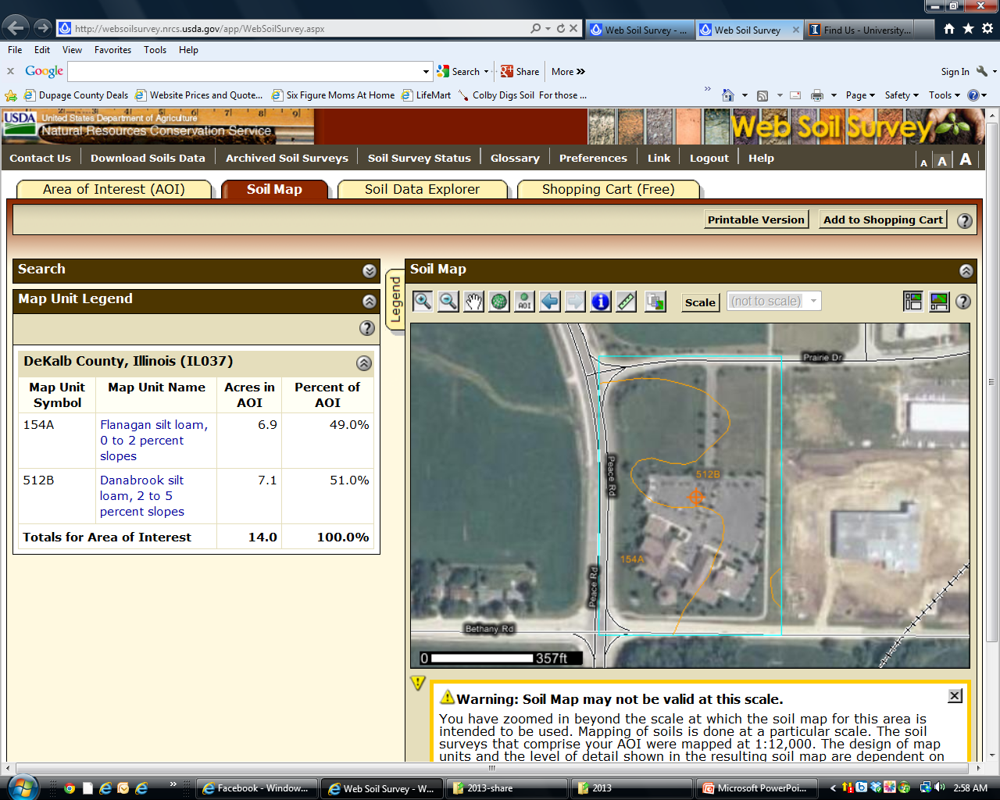 http://websoilsurvey.nrcs.usda.gov/app/WebSoilSurvey.aspx
Web Soil Survey - ...
Web Soil Survey
Find Us - University...
File Edit View Favorites Tools Help
Google Search Share More »
Sign In
Dupage County Deals Website Prices and Quote... Six Figure Moms At Home LifeMart Colby Digs Soil For those ...
Page Safety Tools
USDA United States Department of Agriculture
Natural Resources Conservation Service
Web Soil Survey
Contact Us Download Soils Data Archived Soil Surveys Soil Survey Status Glossary Preferences Link Logout Help A A A
Area of Interest (AOI) Soil Map Soil Data Explorer Shopping Cart (Free)
Printable Version Add to Shopping Cart ?
Search
Map Unit Legend
?
DeKalb County, Illinois (IL037)
Map Unit Symbol Map Unit Name Acres in AOI Percent of AOI
154A Flanagan silt loam, 6.9 49.0%
0 to 2 percent
slopes
512B Danabrook silt 7.1 51.0%
loam, 2 to 5
percent slopes
Totals for Area of Interest 14.0 100.0%
Legend
Soil Map
AOI Scale (not to scale) ?
Prairie Dr
Peace Rd
512B
154A
Peace Rd
Bethany Rd
0 357ft
Warning: Soil Map may not be valid at this scale.
You have zoomed in beyond the scale at which the soil map for this area is
intended to be used. Mapping of soils is done at a particular scale. The soil
surveys that comprise your AOI were mapped at 1:12,000. The design of map
units and the level of detail shown in the resulting soil map are dependent on
Facebook - Window... Web Soil Survey - W... 2013-share 2013 Microsoft PowerPoi... 2:58 AM